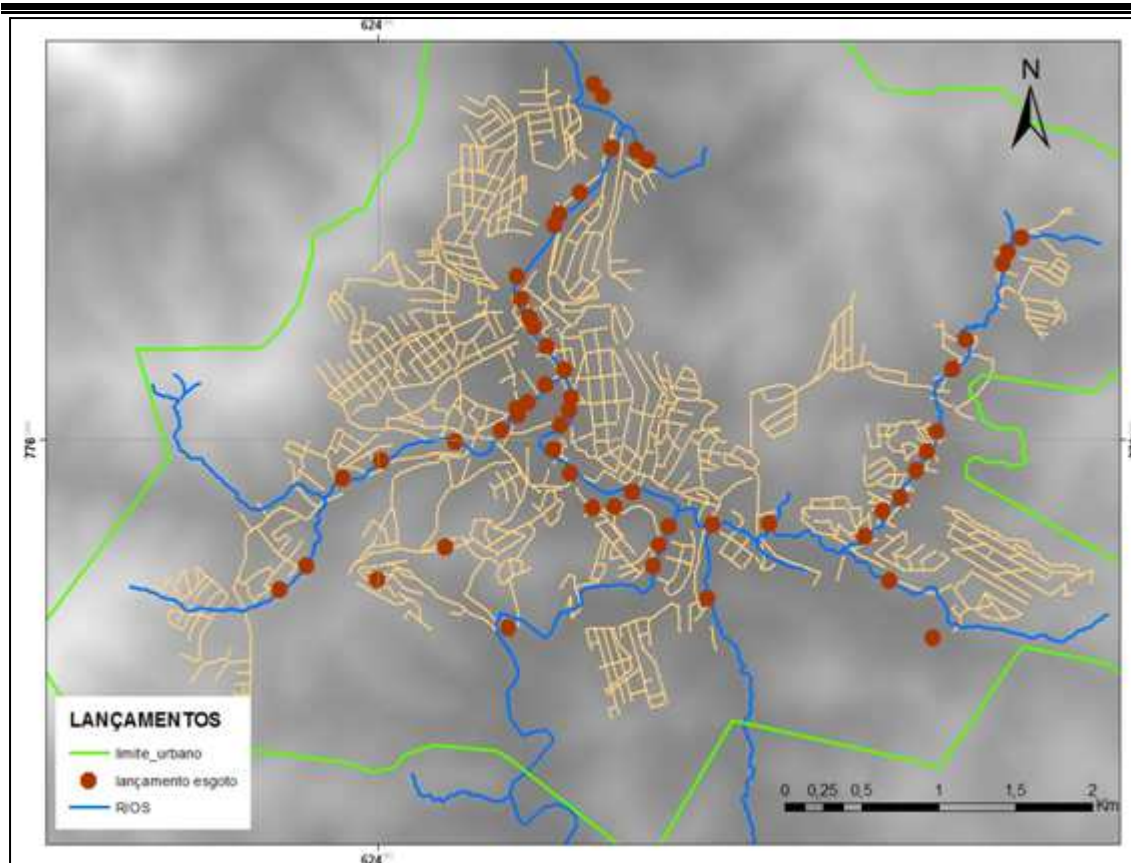 624
N
776
LANÇAMENTOS
limite_urbano
lançamento esgoto
RIOS
0 0,25 0,5 1 1,5 2
Km
624